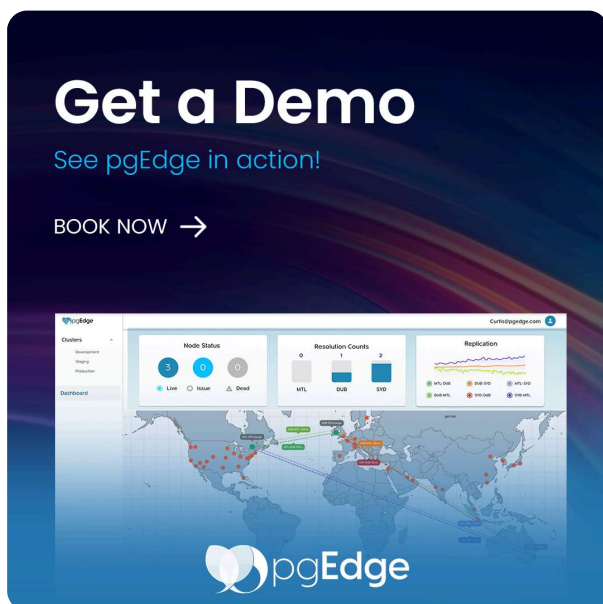 Get a Demo
See pgEdge in action!
BOOK NOW →
pgEdge
Curtis@pgedge.com
Clusters
Development
Staging
Production
Dashboard
Node Status
3 0 0
Live Issue Dead
Resolution Counts
0 1 2
MTL DUB SYD
Replication
MTL-DUB DUB-SYD MTL-SYD
DUB-MTL SYD-DUB SYD-MTL
pgEdge